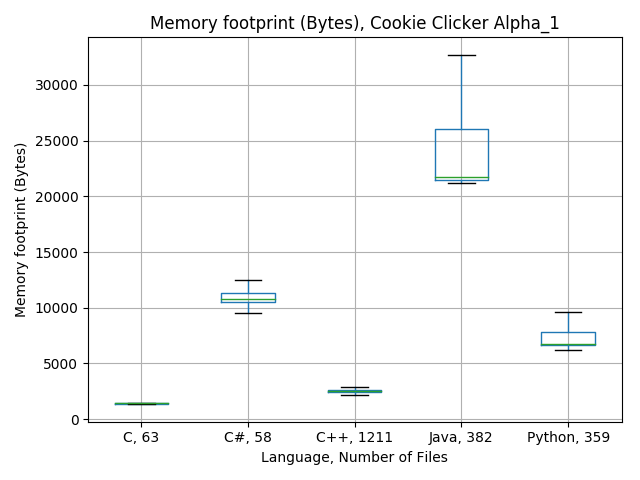 Memory footprint (Bytes), Cookie Clicker Alpha_1
Memory footprint (Bytes)
30000
25000
20000
15000
10000
5000
0
C, 63 C#, 58 C++, 1211 Java, 382 Python, 359
Language, Number of Files